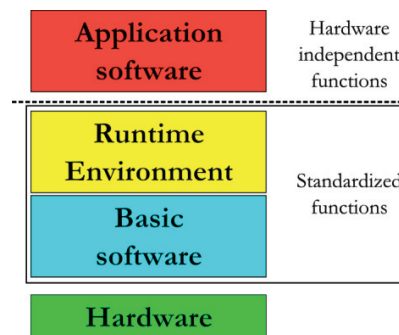 Application
software
Hardware
independent
functions
Runtime
Environment
Basic
software
Standardized
functions
Hardware